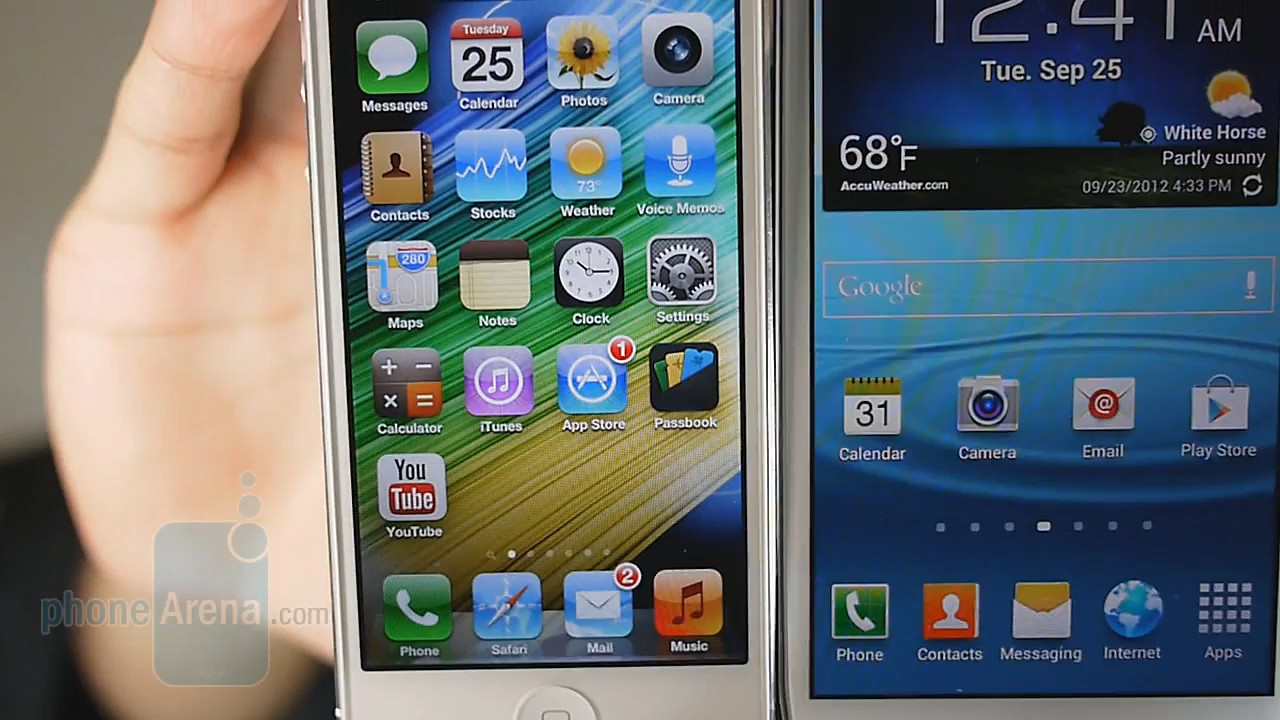 Tuesday
25
Messages
Calendar
Photos
Camera
73°
Contacts
Stocks
Weather
Voice Memos
280
Maps
Notes
Clock
Settings
1
Calculator
iTunes
App Store
Passbook
You
Tube
YouTube
2
Phone
Safari
Mail
Music
12:41 AM
Tue. Sep 25
68°F
AccuWeather.com
White Horse
Partly sunny
09/23/2012 4:33 PM
Google
31
@
Calendar
Camera
Email
Play Store
Phone
Contacts
Messaging
Internet
Apps
phoneArena.com